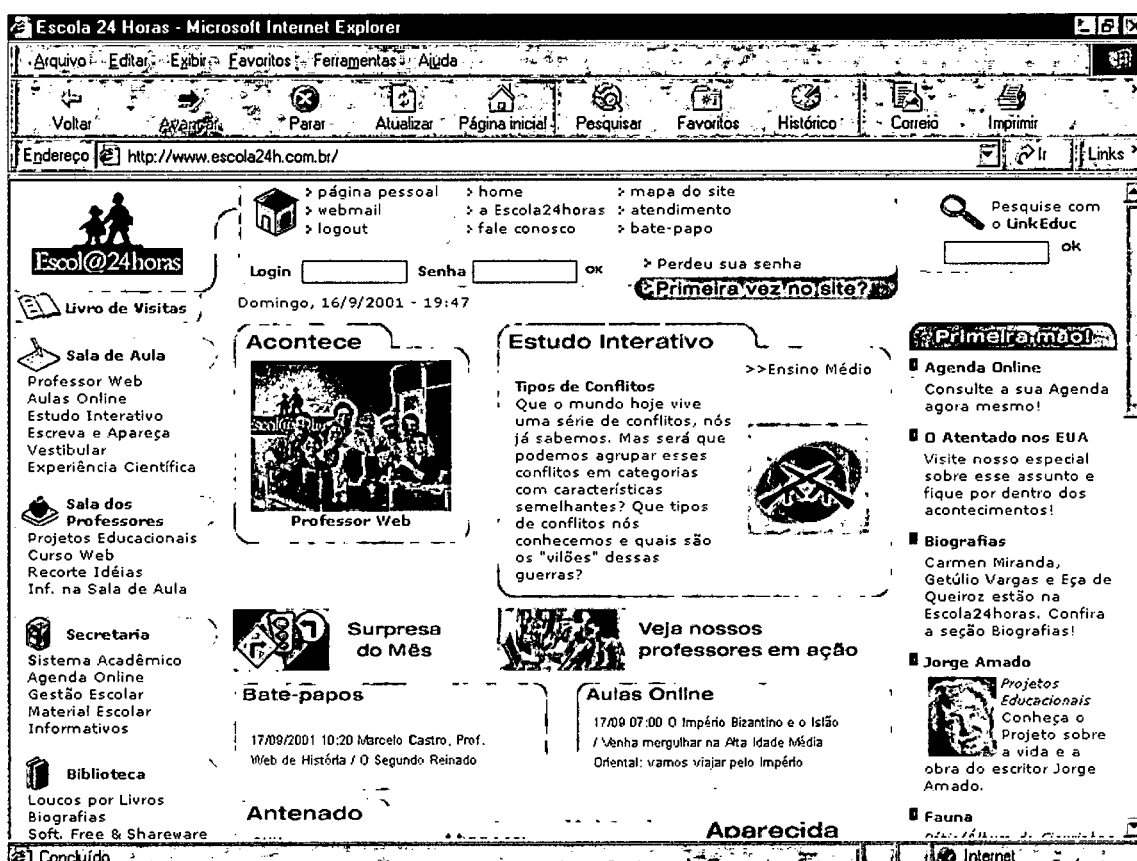 Escola 24 Horas - Microsoft Internet Explorer
Arquivo Editar Exibir Favoritos Ferramentas Ajuda
Voltar Avançar Parar Atualizar Página inicial Pesquisar Favoritos Histórico Correio Imprimir
Endereço http://www.escola24h.com.br/ Ir Links
> página pessoal > home > mapa do site
> webmail > a Escola24horas > atendimento
> logout > fale conosco > bate-papo
Pesquise com
o LinkEduc
ok
Escol@24horas
Login Senha OK > Perdeu sua senha
> Primeira vez no site?
Domingo, 16/9/2001 - 19:47
Livro de Visitas
Sala de Aula
Professor Web
Aulas Online
Estudo Interativo
Escreva e Apareça
Vestibular
Experiência Científica
Sala dos
Professores
Projetos Educacionais
Curso Web
Recorte Idéias
Inf. na Sala de Aula
Secretaria
Sistema Acadêmico
Agenda Online
Gestão Escolar
Material Escolar
Informativos
Biblioteca
Loucos por Livros
Biografias
Soft. Free & Shareware
Acontece
Professor Web
Estudo Interativo
>>Ensino Médio
Tipos de Conflitos
Que o mundo hoje vive
uma série de conflitos, nós
já sabemos. Mas será que
podemos agrupar esses
conflitos em categorias
com características
semelhantes? Que tipos
de conflitos nós
conhecemos e quais são
os "vilões" dessas
guerras?
Surpresa
do Mês
Veja nossos
professores em ação
Bate-papos
17/09/2001 10:20 Marcelo Castro, Prof.
Web de História / O Segundo Reinado
Aulas Online
17/09 07:00 O Império Bizantino e o Islão
/ Venha mergulhar na Alta Idade Média
Oriental: vamos viajar pelo Império
Antenado
Aparecida
Primeira mão!
Agenda Online
Consulte a sua Agenda
agora mesmo!
O Atentado nos EUA
Visite nosso especial
sobre esse assunto e
fique por dentro dos
acontecimentos!
Biografias
Carmen Miranda,
Getúlio Vargas e Eça de
Queiroz estão na
Escola24horas. Confira
a seção Biografias!
Jorge Amado
Projetos
Educacionais
Conheça o
Projeto sobre
a vida e a
obra do escritor Jorge
Amado.
Fauna
Concluído
Internet